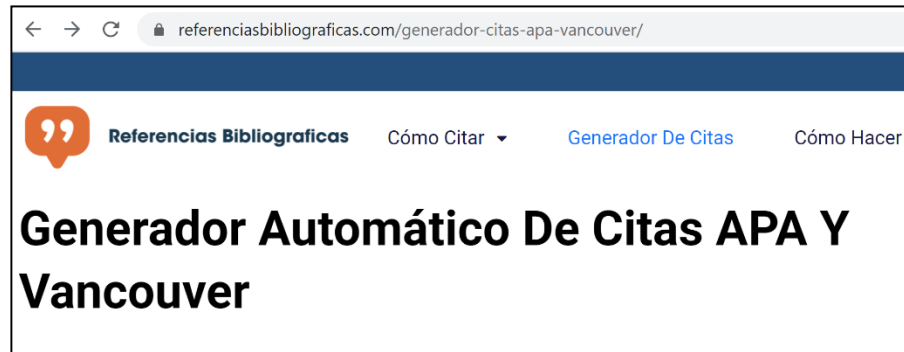 referenciasbibliograficas.com/generador-citas-apa-vancouver/
Referencias Bibliograficas Cómo Citar Generador De Citas Cómo Hacer
Generador Automático De Citas APA Y
Vancouver